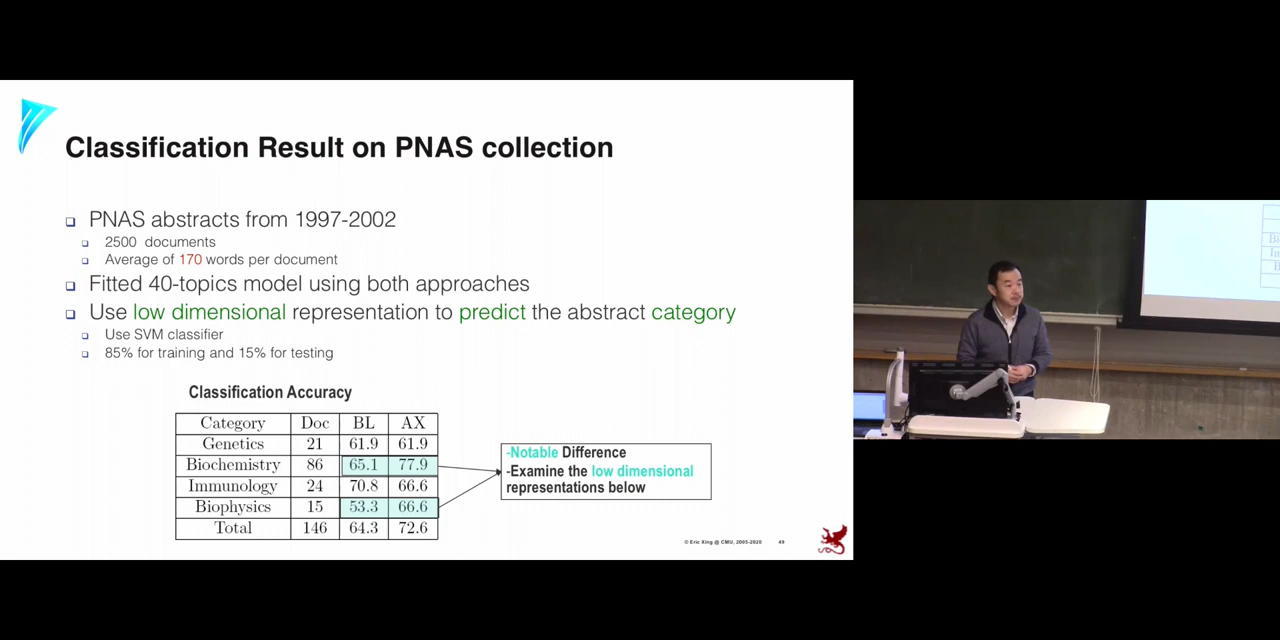 Classification Result on PNAS collection
PNAS abstracts from 1997-2002
2500 documents
Average of 170 words per document
Fitted 40-topics model using both approaches
Use low dimensional representation to predict the abstract category
Use SVM classifier
85% for training and 15% for testing
Classification Accuracy
Category Doc BL AX
Genetics 21 61.9 61.9
Biochemistry 86 65.1 77.9
Immunology 24 70.8 66.6
Biophysics 15 53.3 66.6
Total 146 64.3 72.6
-Notable Difference
-Examine the low dimensional
representations below
© Eric Xing @ CMU, 2005-2020 49